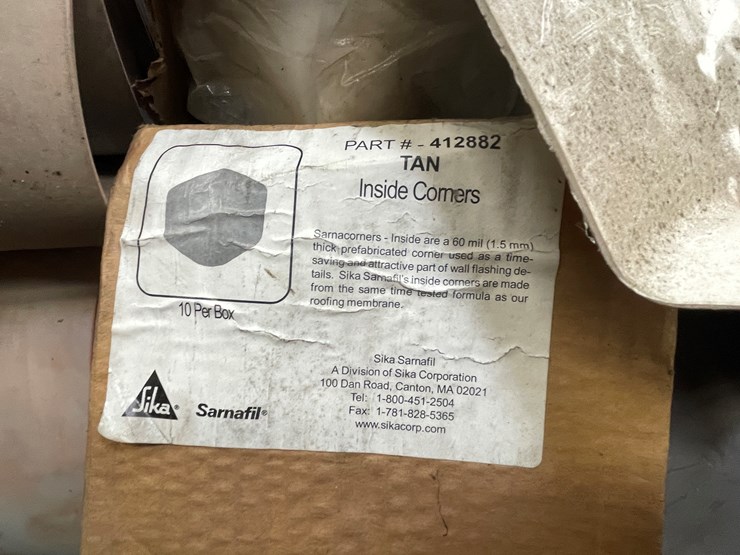 PART # - 412882
TAN
Inside Corners
Sarnacorners - Inside are a 60 mil (1.5 mm)
thick prefabricated corner used as a time-
saving and attractive part of wall flashing de-
tails. Sika Sarnafil's inside corners are made
from the same time tested formula as our
roofing membrane.
10 Per Box
Sika Sarnafil
A Division of Sika Corporation
100 Dan Road, Canton, MA 02021
Tel: 1-800-451-2504
Fax: 1-781-828-5365
www.sikacorp.com
Sika®
Sarnafil®